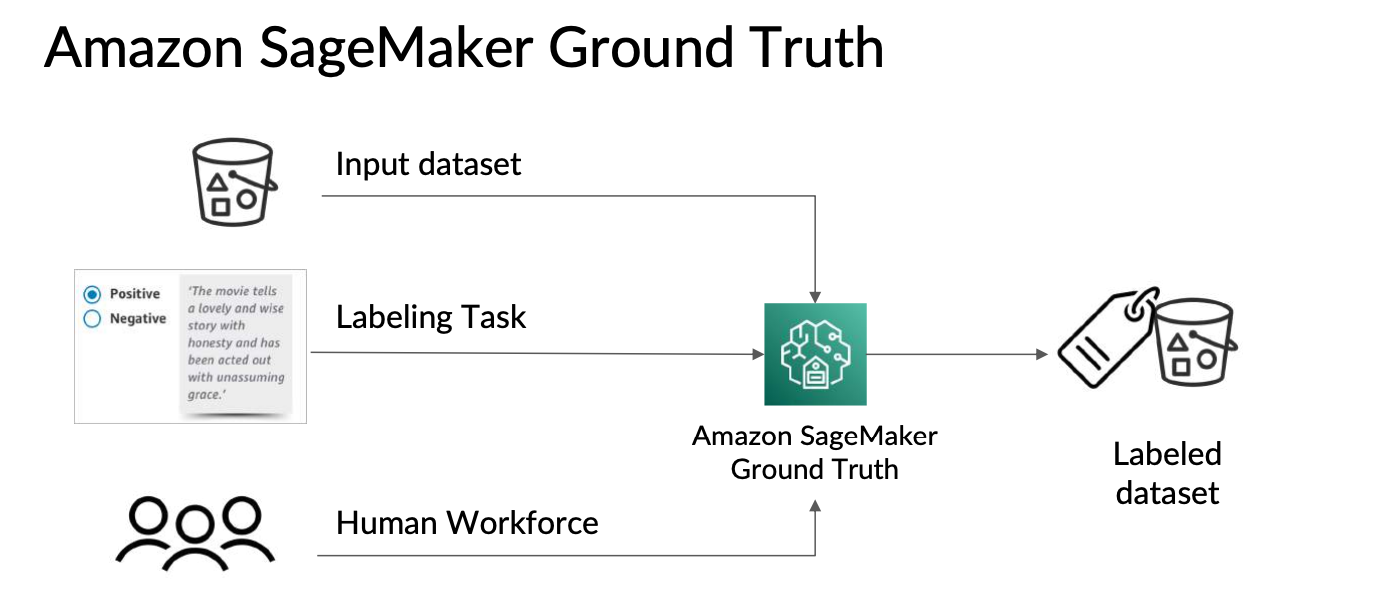 Amazon SageMaker Ground Truth
Input dataset
Positive
Negative
'The movie tells
a lovely and wise
story with
honesty and has
been acted out
with unassuming
grace.'
Labeling Task
Amazon SageMaker
Ground Truth
Labeled
dataset
Human Workforce